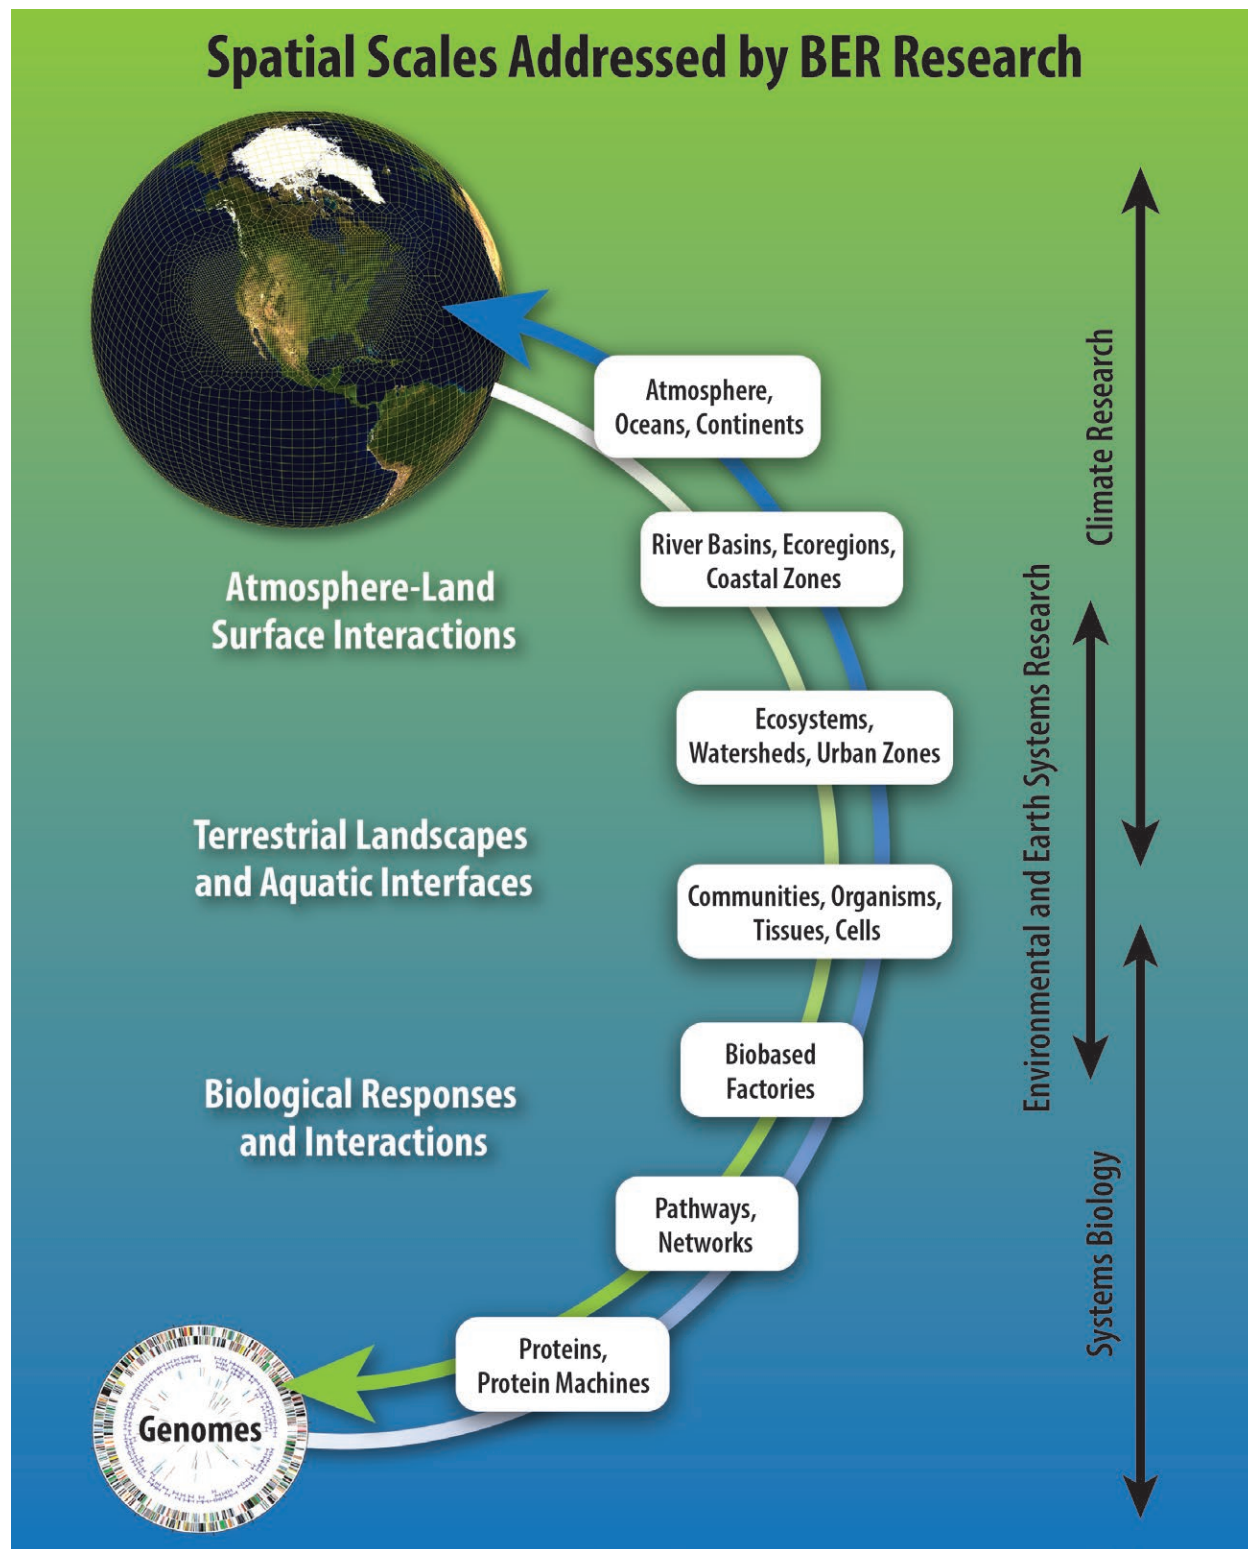 Spatial Scales Addressed by BER Research
Atmosphere,
Oceans, Continents
River Basins, Ecoregions,
Coastal Zones
Atmosphere-Land
Surface Interactions
Ecosystems,
Watersheds, Urban Zones
Terrestrial Landscapes
and Aquatic Interfaces
Communities, Organisms,
Tissues, Cells
Biobased
Factories
Biological Responses
and Interactions
Pathways,
Networks
Proteins,
Protein Machines
Genomes
Climate Research
Environmental and Earth Systems Research
Systems Biology